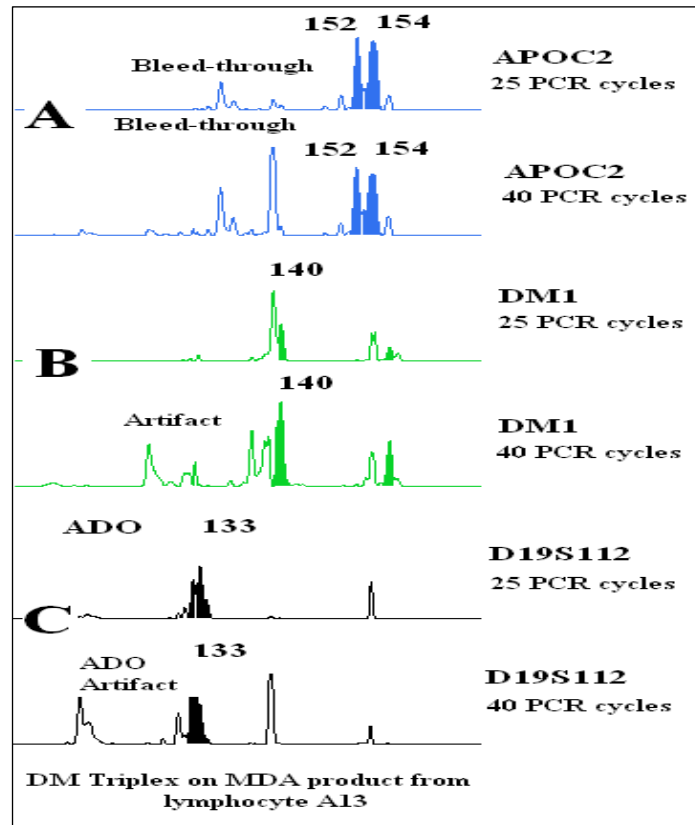 152 154
APOC2
25 PCR cycles
Bleed-through
A
Bleed-through
152 154
APOC2
40 PCR cycles
140
DM1
25 PCR cycles
B
140
Artifact
DM1
40 PCR cycles
ADO 133
D19S112
25 PCR cycles
C
133
ADO
Artifact
D19S112
40 PCR cycles
DM Triplex on MDA product from
lymphocyte A13